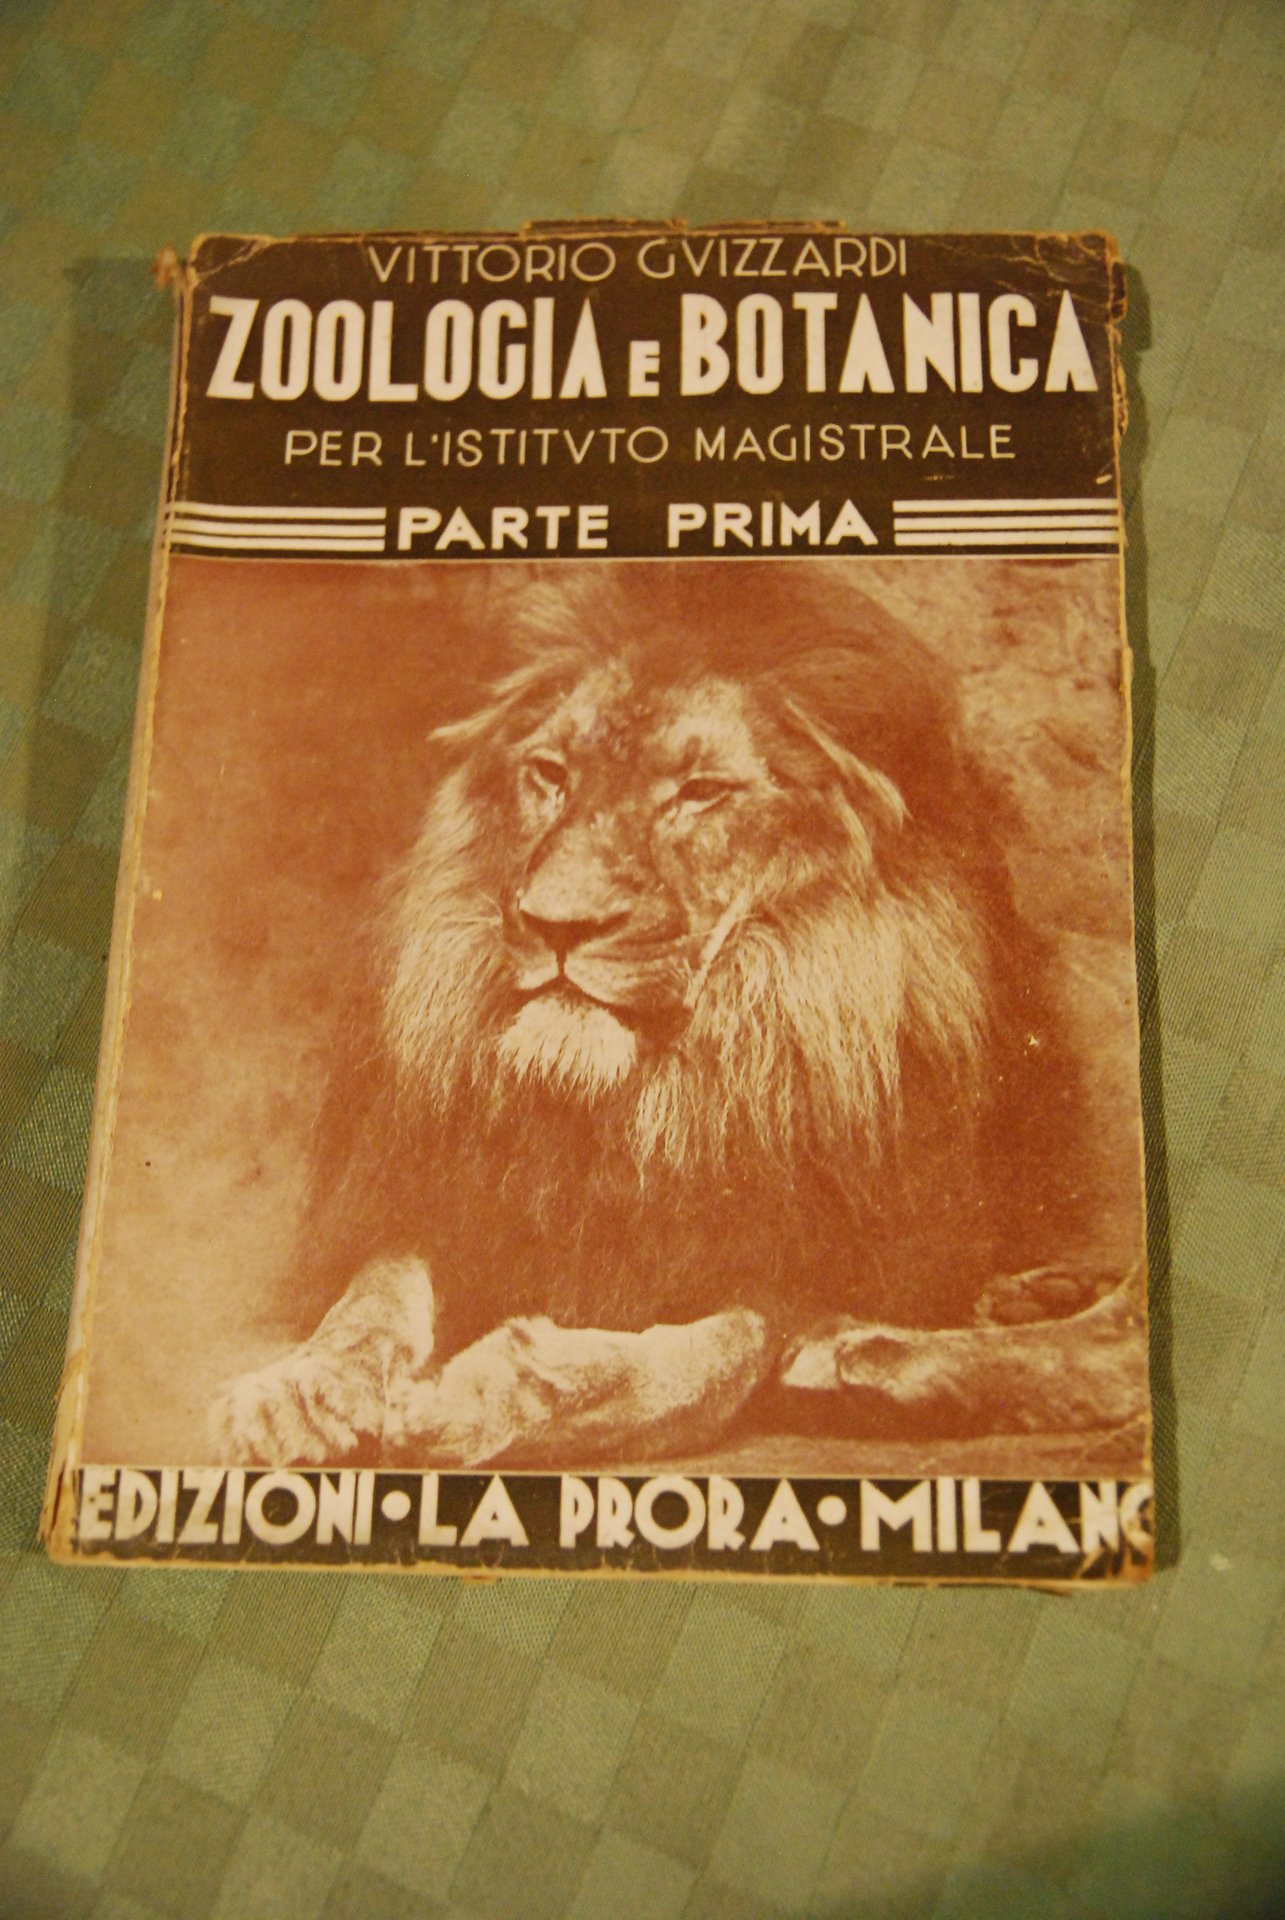 VITTORIO GVIZZARDI
ZOOLOGIA E BOTANICA
PER L'ISTITVTO MAGISTRALE
PARTE PRIMA
EDIZIONI • LA PRORA • MILANO